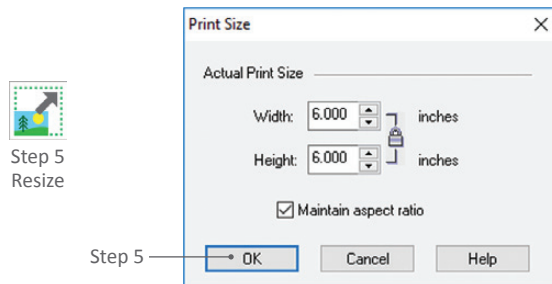 Print Size
Actual Print Size
Width: 6.000 inches
Height: 6.000 inches
Maintain aspect ratio
OK Cancel Help
Step 5
Resize
Step 5